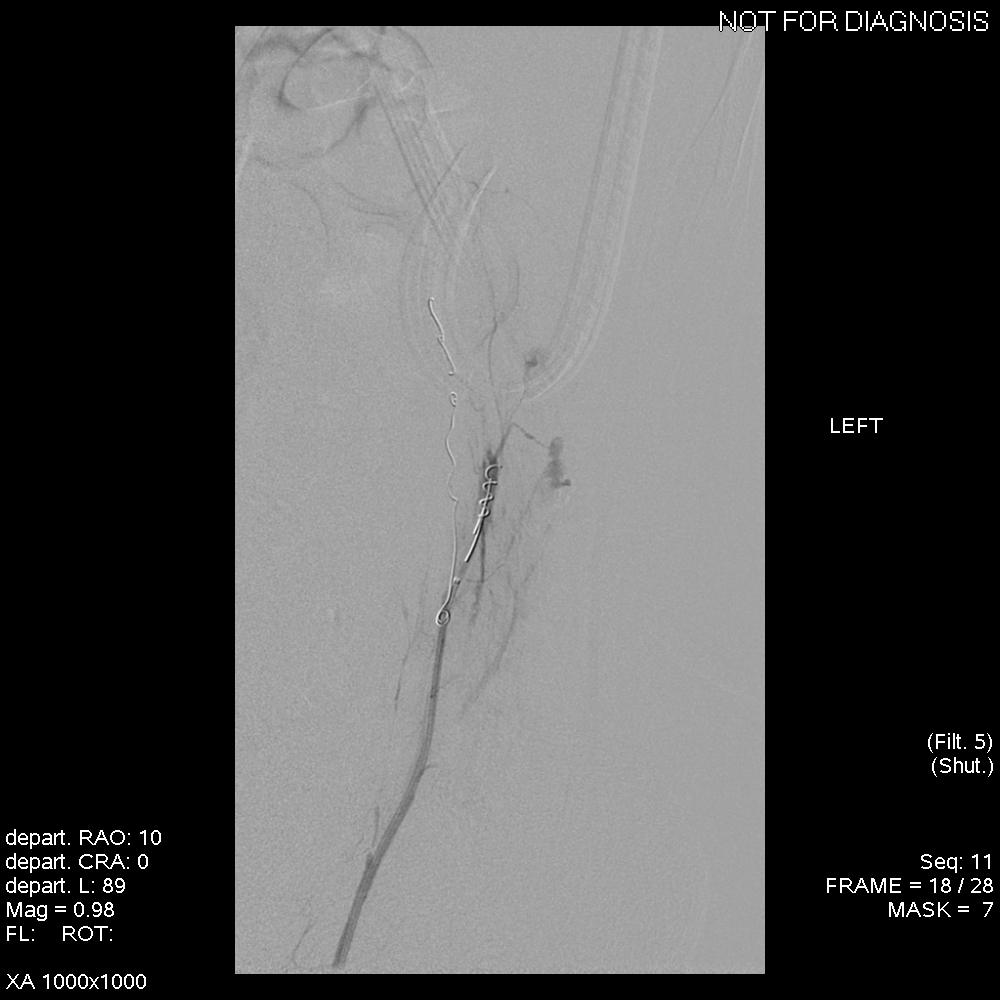 NOT FOR DIAGNOSIS
LEFT
(Filt. 5)
(Shut.)
depart. RAO: 10
depart. CRA: 0
depart. L: 89
Mag = 0.98
FL: ROT:
XA 1000x1000
Seq: 11
FRAME = 18 / 28
MASK = 7